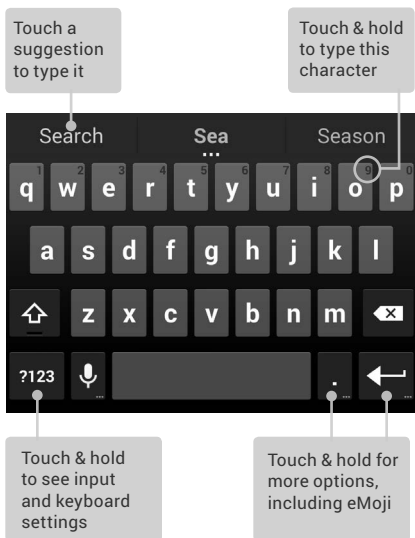 Touch a
suggestion
to type it
Touch & hold
to type this
character
Search Sea Season
...
1 2 3 4 5 6 7 8 9 0
q w e r t y u i o p
a s d f g h j k l
z x c v b n m
?123 .
Touch & hold
to see input
and keyboard
settings
Touch & hold for
more options,
including eMoji